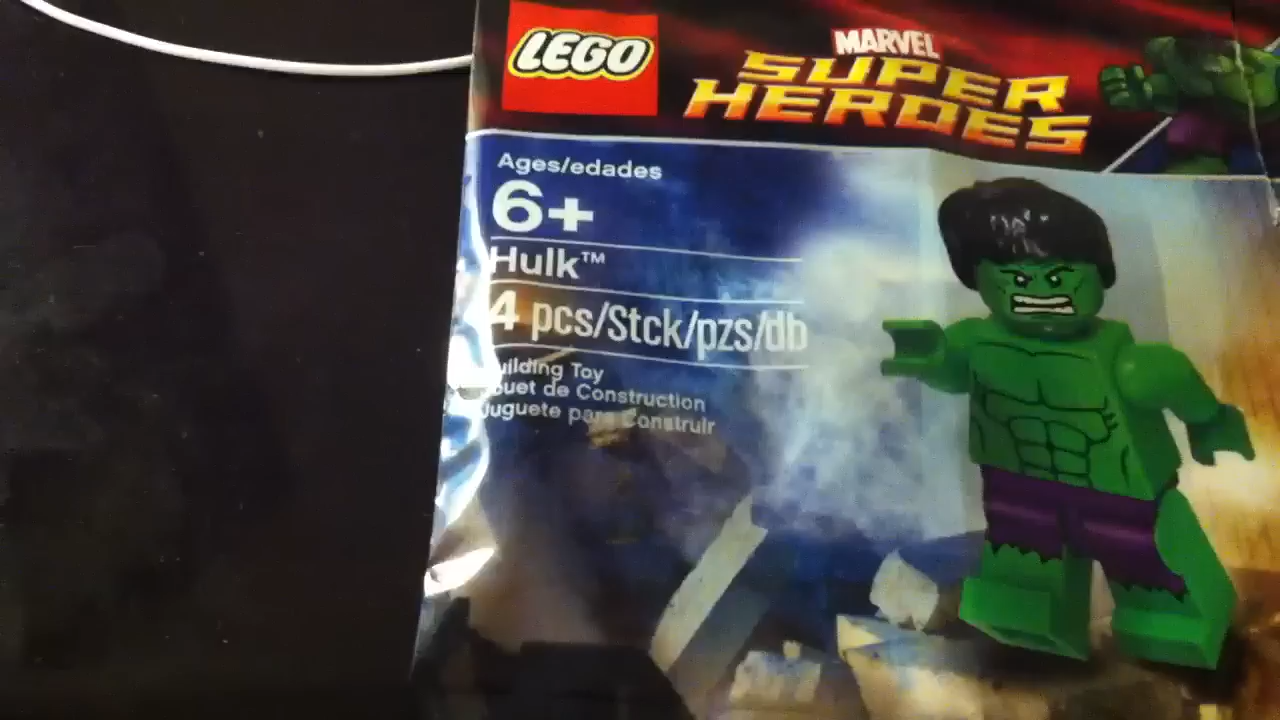 LEGO
MARVEL
SUPER
HEROES
Ages/edades
6+
Hulk™
4 pcs/Stck/pzs/db
uilding Toy
ouet de Construction
Juguete para Construir